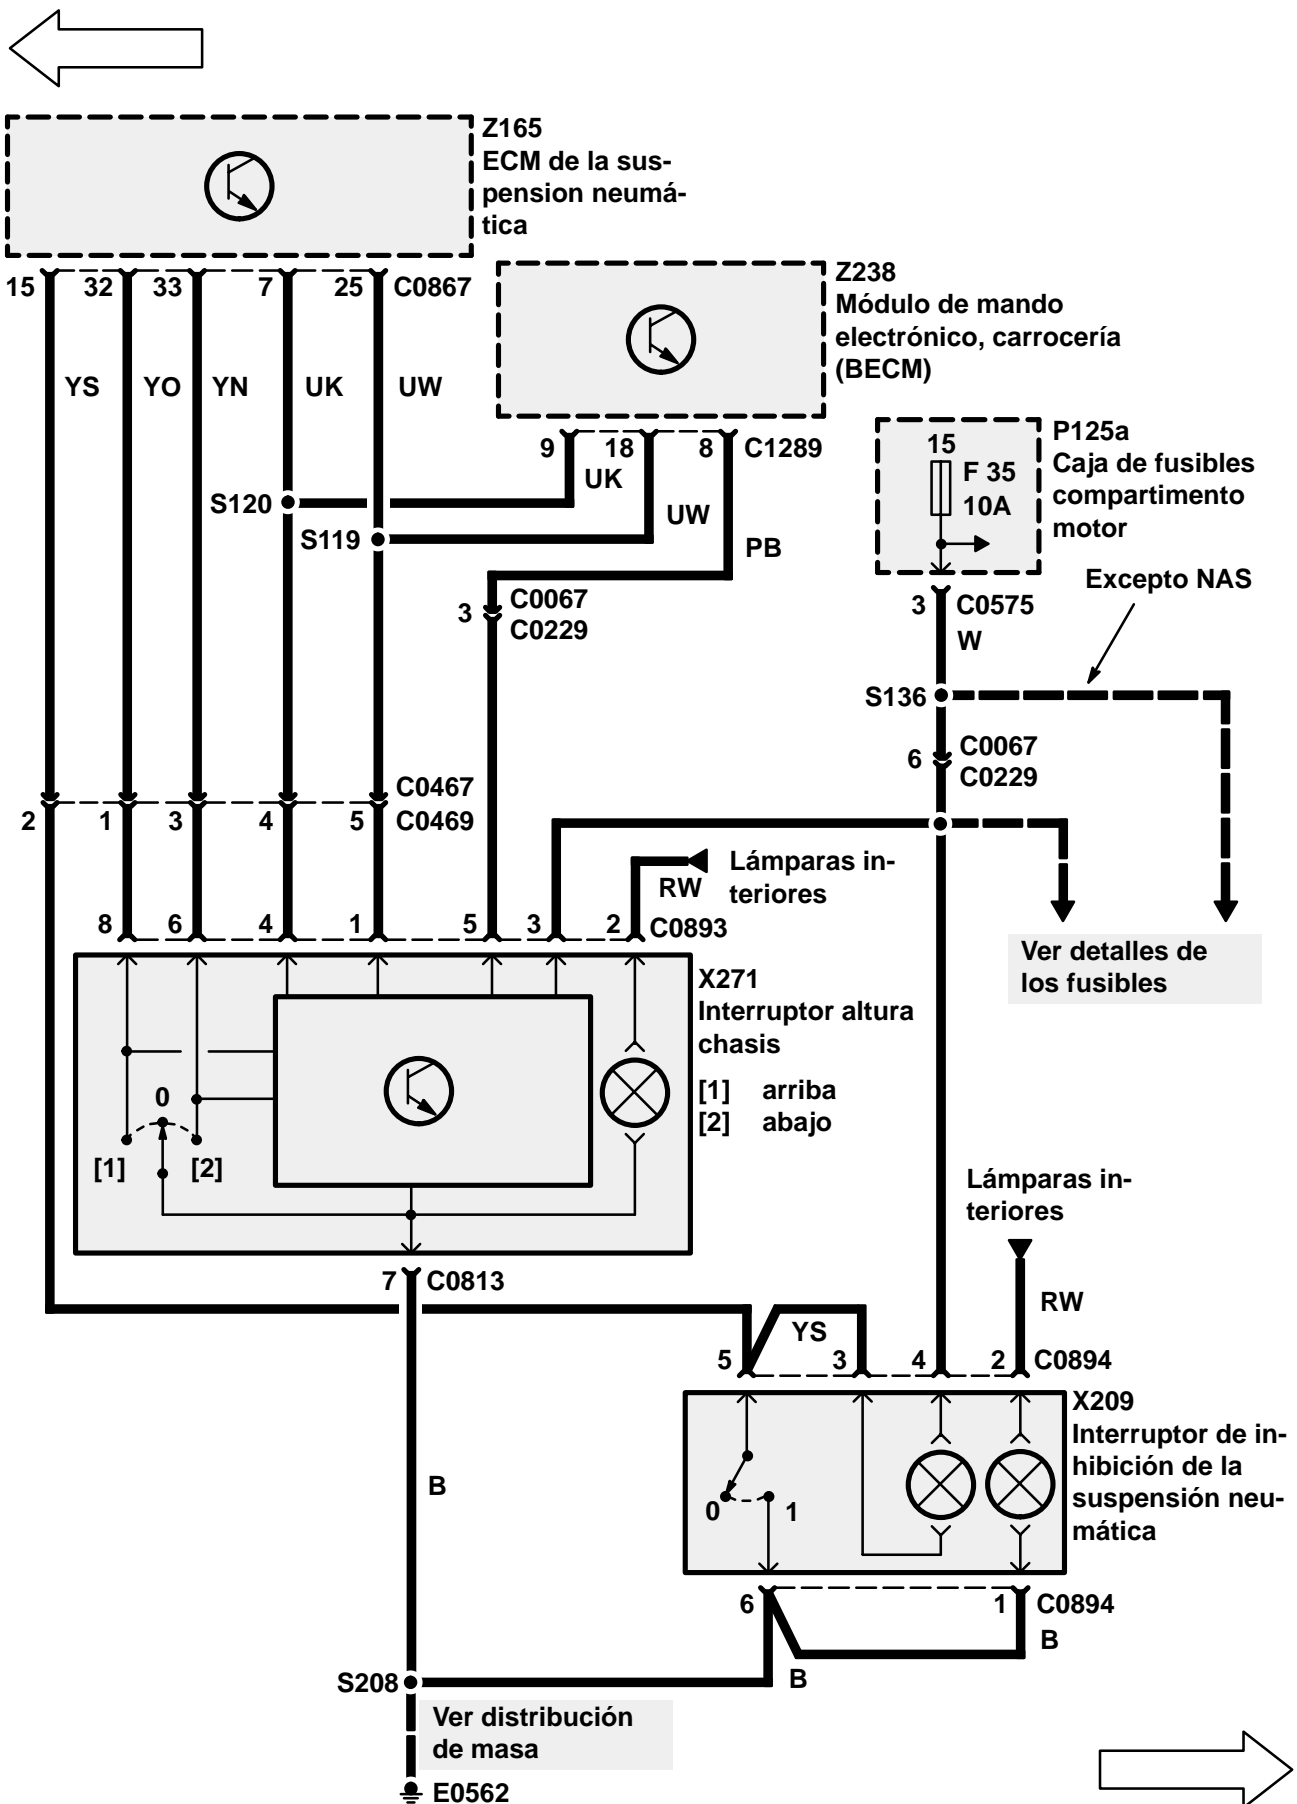 Z165
ECM de la sus-
pension neumá-
tica
15 32 33 7 25 C0867
Z238
Módulo de mando
electrónico, carrocería
(BECM)
YS YO YN UK UW
9 18 8 C1289
UK
UW
PB
P125a
Caja de fusibles
compartimento
motor
15
F 35
10A
S120
S119
3 C0067
C0229
Excepto NAS
3 C0575
W
S136
6 C0067
C0229
C0467
2 1 3 4 5 C0469
Lámparas in-
teriores
RW
8 6 4 1 5 3 2 C0893
Ver detalles de
los fusibles
X271
Interruptor altura
chasis
[1] arriba
[2] abajo
0
[1] [2]
Lámparas in-
teriores
7 C0813
RW
YS
5 3 4 2 C0894
X209
Interruptor de in-
hibición de la
suspensión neu-
mática
0 1
B
6 1 C0894
B
B
S208
Ver distribución
de masa
E0562